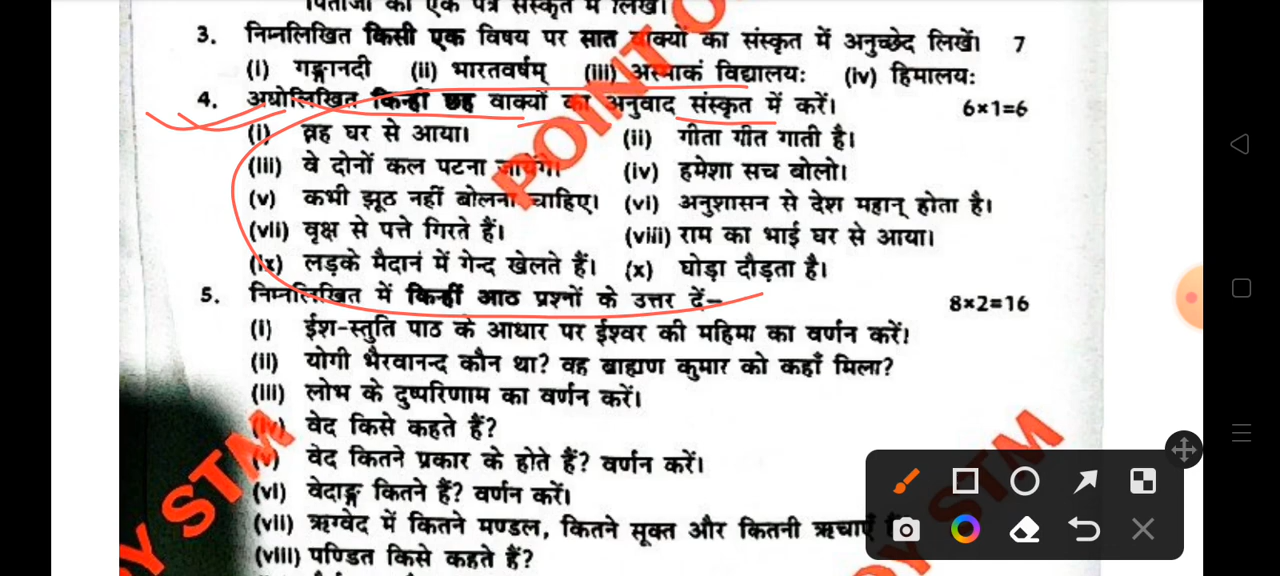 पिताजी को एक पत्र संस्कृत में लिखें।
3. निम्नलिखित किसी एक विषय पर सात वाक्यों का संस्कृत में अनुच्छेद लिखें। 7
(i) गङ्गानदी (ii) भारतवर्षम् (iii) अस्माकं विद्यालयः (iv) हिमालयः
4. अधोलिखित किन्हीं छह वाक्यों का अनुवाद संस्कृत में करें। 6×1=6
(i) वह घर से आया। (ii) गीता गीत गाती है।
(iii) वे दोनों कल पटना जायेंगे। (iv) हमेशा सच बोलो।
(v) कभी झूठ नहीं बोलना चाहिए। (vi) अनुशासन से देश महान् होता है।
(vii) वृक्ष से पत्ते गिरते हैं। (viii) राम का भाई घर से आया।
(ix) लड़के मैदान में गेन्द खेलते हैं। (x) घोड़ा दौड़ता है।
5. निम्नलिखित में किन्हीं आठ प्रश्नों के उत्तर दें– 8×2=16
(i) ईश-स्तुति पाठ के आधार पर ईश्वर की महिमा का वर्णन करें।
(ii) योगी भैरवानन्द कौन था? वह ब्राह्मण कुमार को कहाँ मिला?
(iii) लोभ के दुष्परिणाम का वर्णन करें।
(iv) वेद किसे कहते हैं?
(v) वेद कितने प्रकार के होते हैं? वर्णन करें।
(vi) वेदाङ्ग कितने हैं? वर्णन करें।
(vii) ऋग्वेद में कितने मण्डल, कितने सूक्त और कितनी ऋचाएँ
(viii) पण्डित किसे कहते हैं?
POINT O
BY STM
BY STM